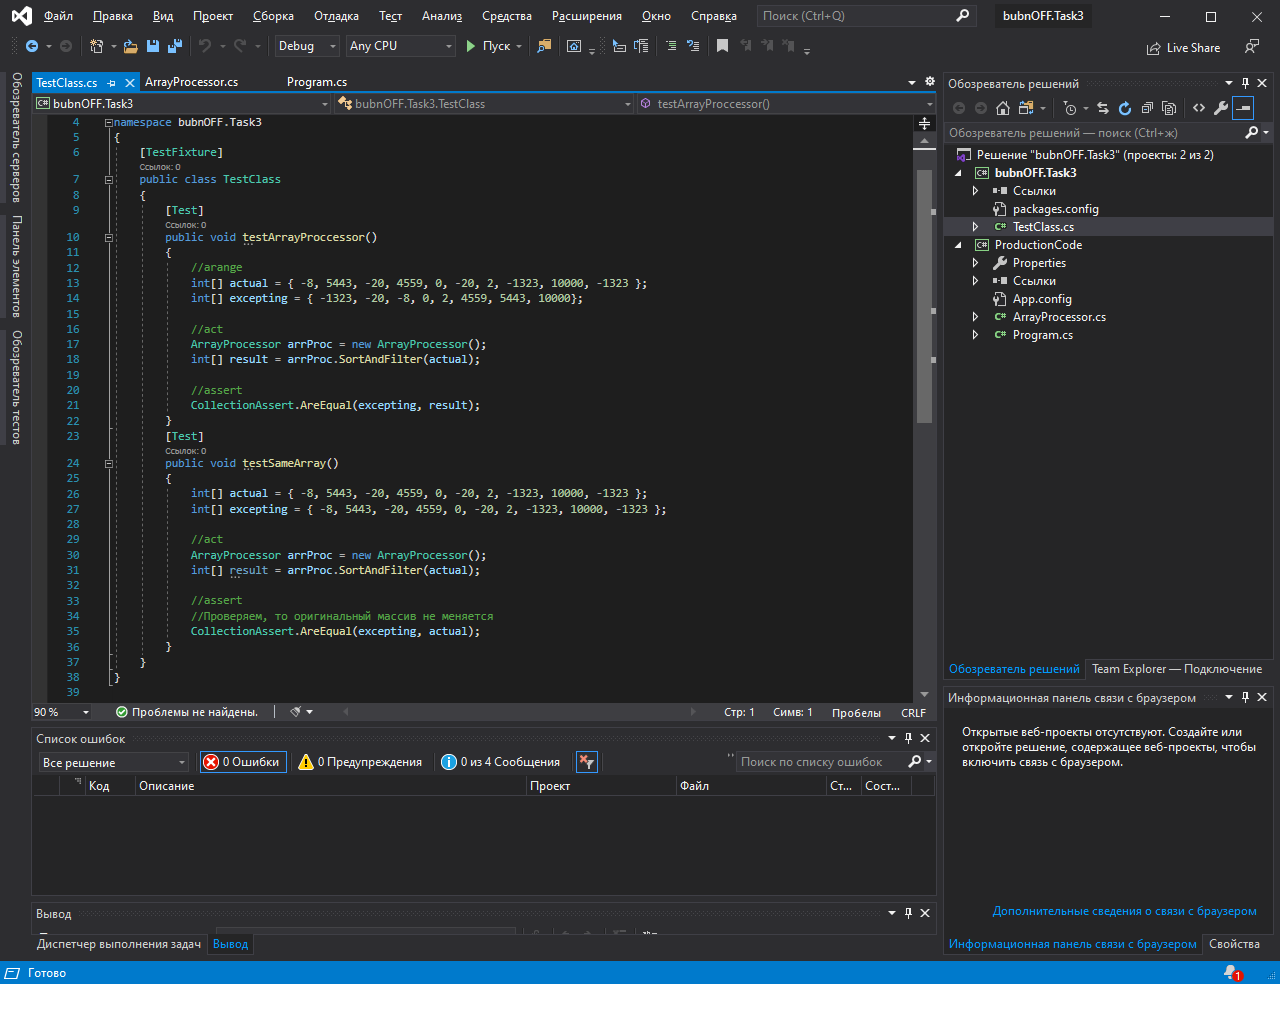 Файл Правка Вид Проект Сборка Отладка Тест Анализ Средства Расширения Окно Справка Поиск (Ctrl+Q) bubnOFF.Task3
Debug Any CPU Пуск Live Share
Обозреватель серверов
Панель элементов
Обозреватель тестов
TestClass.cs ArrayProcessor.cs Program.cs
bubnOFF.Task3 bubnOFF.Task3.TestClass testArrayProccessor()
4 namespace bubnOFF.Task3
5 {
6 [TestFixture]
Ссылок: 0
7 public class TestClass
8 {
9 [Test]
Ссылок: 0
10 public void testArrayProccessor()
11 {
12 //arange
13 int[] actual = { -8, 5443, -20, 4559, 0, -20, 2, -1323, 10000, -1323 };
14 int[] excepting = { -1323, -20, -8, 0, 2, 4559, 5443, 10000};
15
16 //act
17 ArrayProcessor arrProc = new ArrayProcessor();
18 int[] result = arrProc.SortAndFilter(actual);
19
20 //assert
21 CollectionAssert.AreEqual(excepting, result);
22 }
23 [Test]
Ссылок: 0
24 public void testSameArray()
25 {
26 int[] actual = { -8, 5443, -20, 4559, 0, -20, 2, -1323, 10000, -1323 };
27 int[] excepting = { -8, 5443, -20, 4559, 0, -20, 2, -1323, 10000, -1323 };
28
29 //act
30 ArrayProcessor arrProc = new ArrayProcessor();
31 int[] result = arrProc.SortAndFilter(actual);
32
33 //assert
34 //Проверяем, то оригинальный массив не меняется
35 CollectionAssert.AreEqual(excepting, actual);
36 }
37 }
38 }
39
90 % Проблемы не найдены. Стр: 1 Симв: 1 Пробелы CRLF
Список ошибок
Все решение 0 Ошибки 0 Предупреждения 0 из 4 Сообщения Поиск по списку ошибок
Код Описание Проект Файл Ст... Сост...
Вывод
Диспетчер выполнения задач Вывод
Обозреватель решений
Обозреватель решений — поиск (Ctrl+ж)
Решение "bubnOFF.Task3" (проекты: 2 из 2)
bubnOFF.Task3
Ссылки
packages.config
TestClass.cs
ProductionCode
Properties
Ссылки
App.config
ArrayProcessor.cs
Program.cs
Обозреватель решений Team Explorer — Подключение
Информационная панель связи с браузером
Открытые веб-проекты отсутствуют. Создайте или
откройте решение, содержащее веб-проекты, чтобы
включить связь с браузером.
Дополнительные сведения о связи с браузером
Информационная панель связи с браузером Свойства
Готово 1